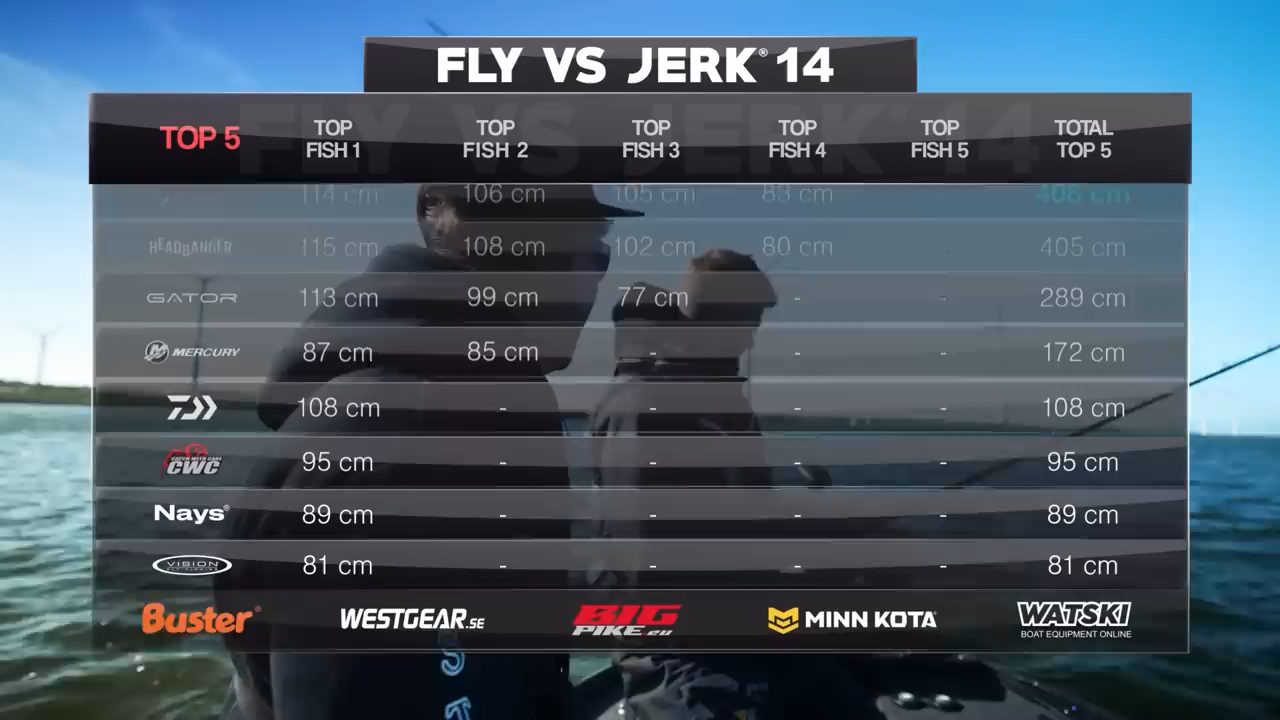 FLY VS JERK® 14
TOP 5 TOP FISH 1 TOP FISH 2 TOP FISH 3 TOP FISH 4 TOP FISH 5 TOTAL TOP 5
114 cm 106 cm 105 cm 83 cm 408 cm
HEADBANGER 115 cm 108 cm 102 cm 80 cm - 405 cm
GATOR 113 cm 99 cm 77 cm - - 289 cm
MERCURY 87 cm 85 cm - - - 172 cm
108 cm - - - - 108 cm
CATCH WITH CARE CWC 95 cm - - - - 95 cm
Nays® 89 cm - - - - 89 cm
VISION 81 cm - - - - 81 cm
Buster® WESTGEAR.SE BIG PIKE.eu MINN KOTA® WATSKI
BOAT EQUIPMENT ONLINE